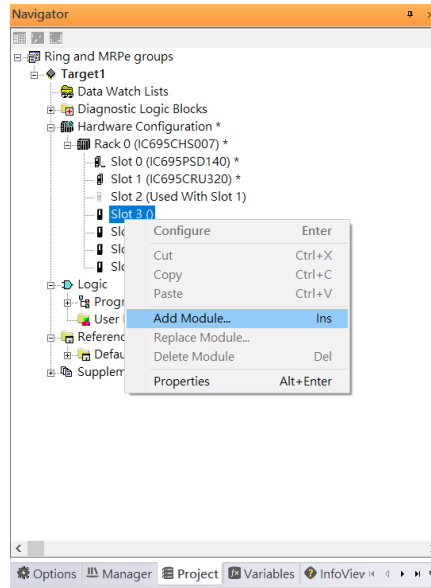 Navigator
Ring and MRPe groups
Target1
Data Watch Lists
Diagnostic Logic Blocks
Hardware Configuration *
Rack 0 (IC695CHS007) *
Slot 0 (IC695PSD140) *
Slot 1 (IC695CRU320) *
Slot 2 (Used With Slot 1)
Slot 3 ()
Configure Enter
Cut Ctrl+X
Copy Ctrl+C
Paste Ctrl+V
Add Module... Ins
Replace Module...
Delete Module Del
Properties Alt+Enter
Logic
User
Options Manager Project Variables InfoView